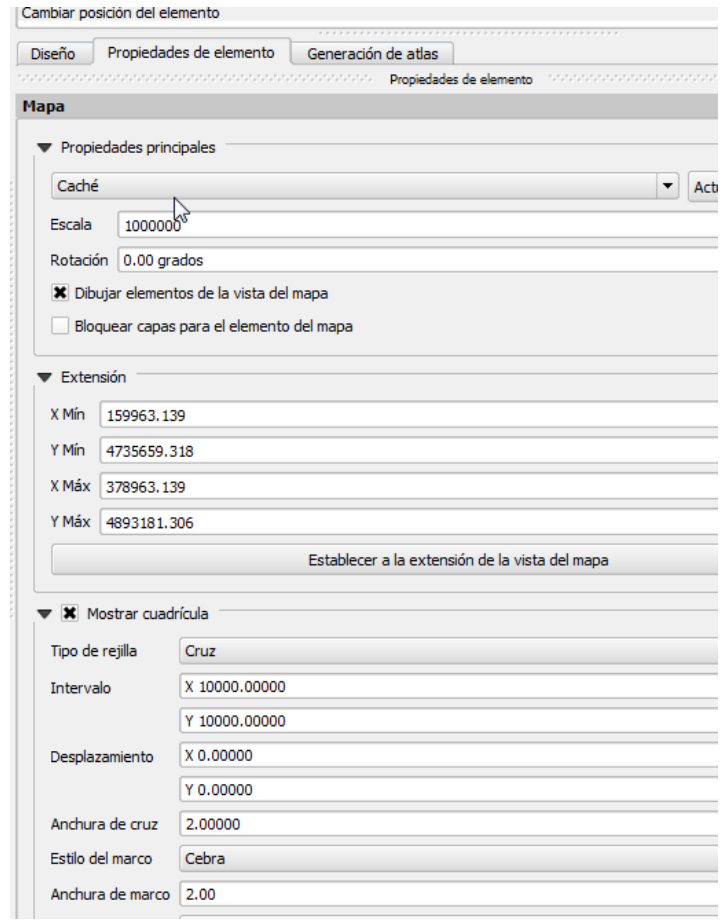 Cambiar posición del elemento
Diseño Propiedades de elemento Generación de atlas
Propiedades de elemento
Mapa
Propiedades principales
Caché
Escala 1000000
Rotación 0.00 grados
Dibujar elementos de la vista del mapa
Bloquear capas para el elemento del mapa
Extensión
X Mín 159963.139
Y Mín 4735659.318
X Máx 378963.139
Y Máx 4893181.306
Establecer a la extensión de la vista del mapa
Mostrar cuadrícula
Tipo de rejilla Cruz
Intervalo X 10000.00000
Y 10000.00000
Desplazamiento X 0.00000
Y 0.00000
Anchura de cruz 2.00000
Estilo del marco Cebra
Anchura de marco 2.00